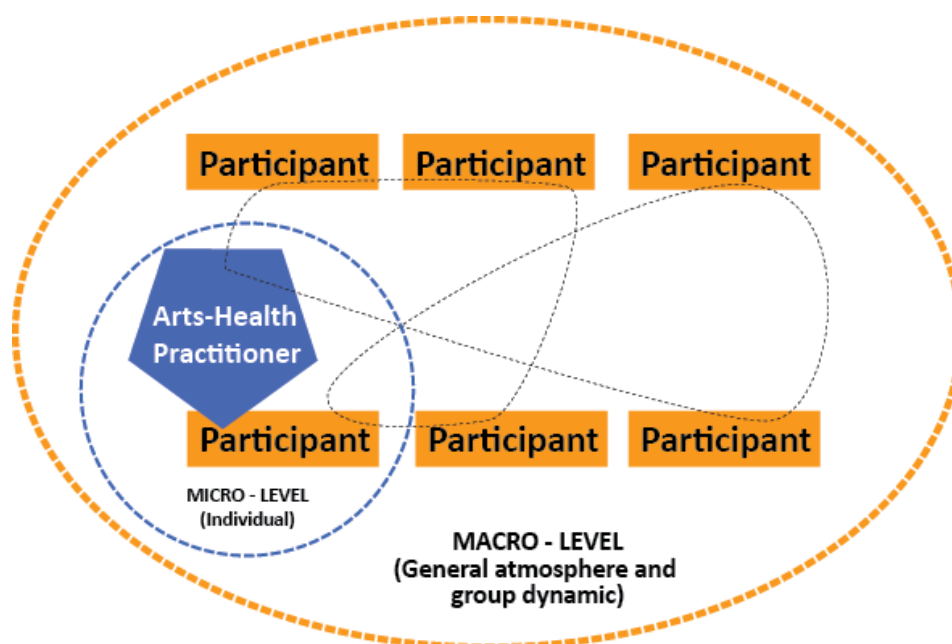 Participant
Participant
Participant
Arts-Health
Practitioner
Participant
Participant
Participant
MICRO - LEVEL
(Individual)
MACRO - LEVEL
(General atmosphere and
group dynamic)